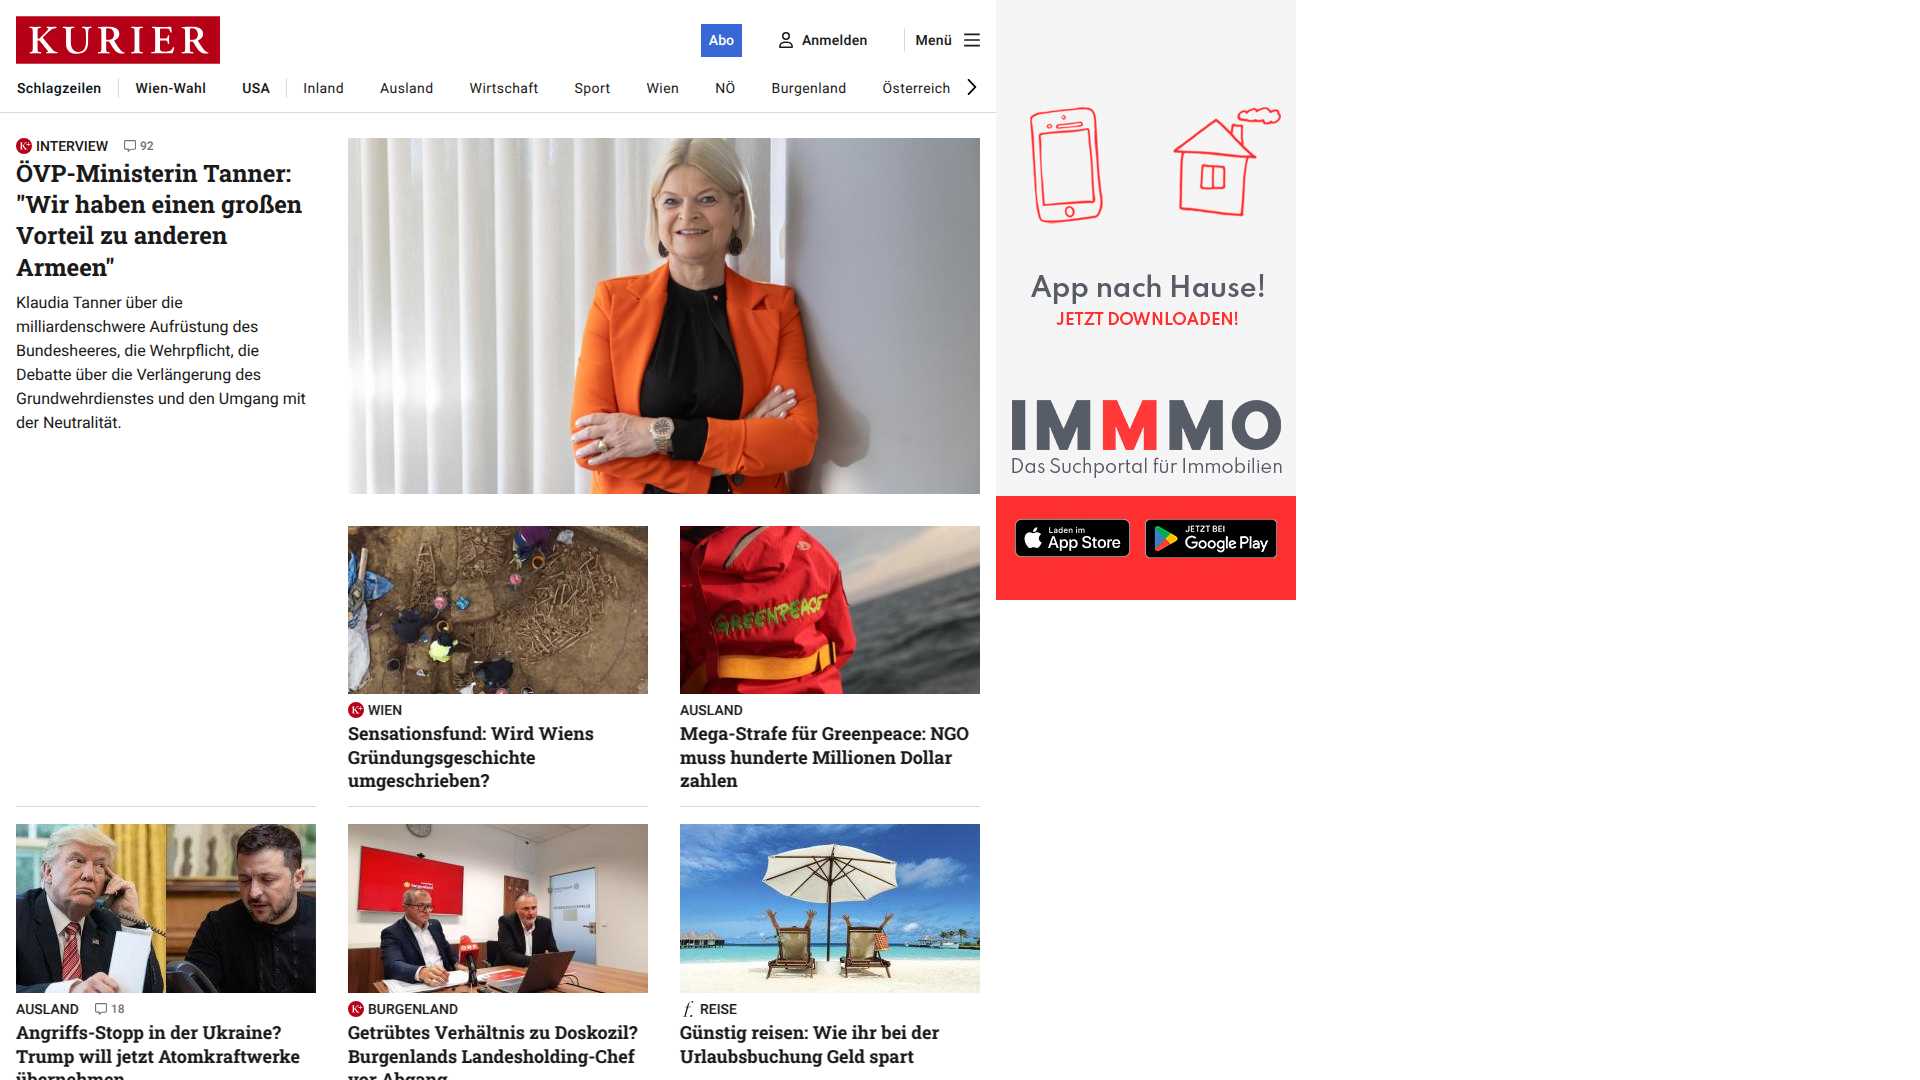 KURIER
Abo
Anmelden
Menü
Schlagzeilen
Wien-Wahl
USA
Inland
Ausland
Wirtschaft
Sport
Wien
NÖ
Burgenland
Österreich
K+ INTERVIEW 92
ÖVP-Ministerin Tanner:
"Wir haben einen großen
Vorteil zu anderen
Armeen"
Klaudia Tanner über die
milliardenschwere Aufrüstung des
Bundesheeres, die Wehrpflicht, die
Debatte über die Verlängerung des
Grundwehrdienstes und den Umgang mit
der Neutralität.
App nach Hause!
JETZT DOWNLOADEN!
IMMMO
Das Suchportal für Immobilien
Laden im
App Store
JETZT BEI
Google Play
K+ WIEN
Sensationsfund: Wird Wiens
Gründungsgeschichte
umgeschrieben?
GREENPEACE
AUSLAND
Mega-Strafe für Greenpeace: NGO
muss hunderte Millionen Dollar
zahlen
AUSLAND 18
Angriffs-Stopp in der Ukraine?
Trump will jetzt Atomkraftwerke
übernehmen
K+ BURGENLAND
Getrübtes Verhältnis zu Doskozil?
Burgenlands Landesholding-Chef
vor Abgang
f. REISE
Günstig reisen: Wie ihr bei der
Urlaubsbuchung Geld spart